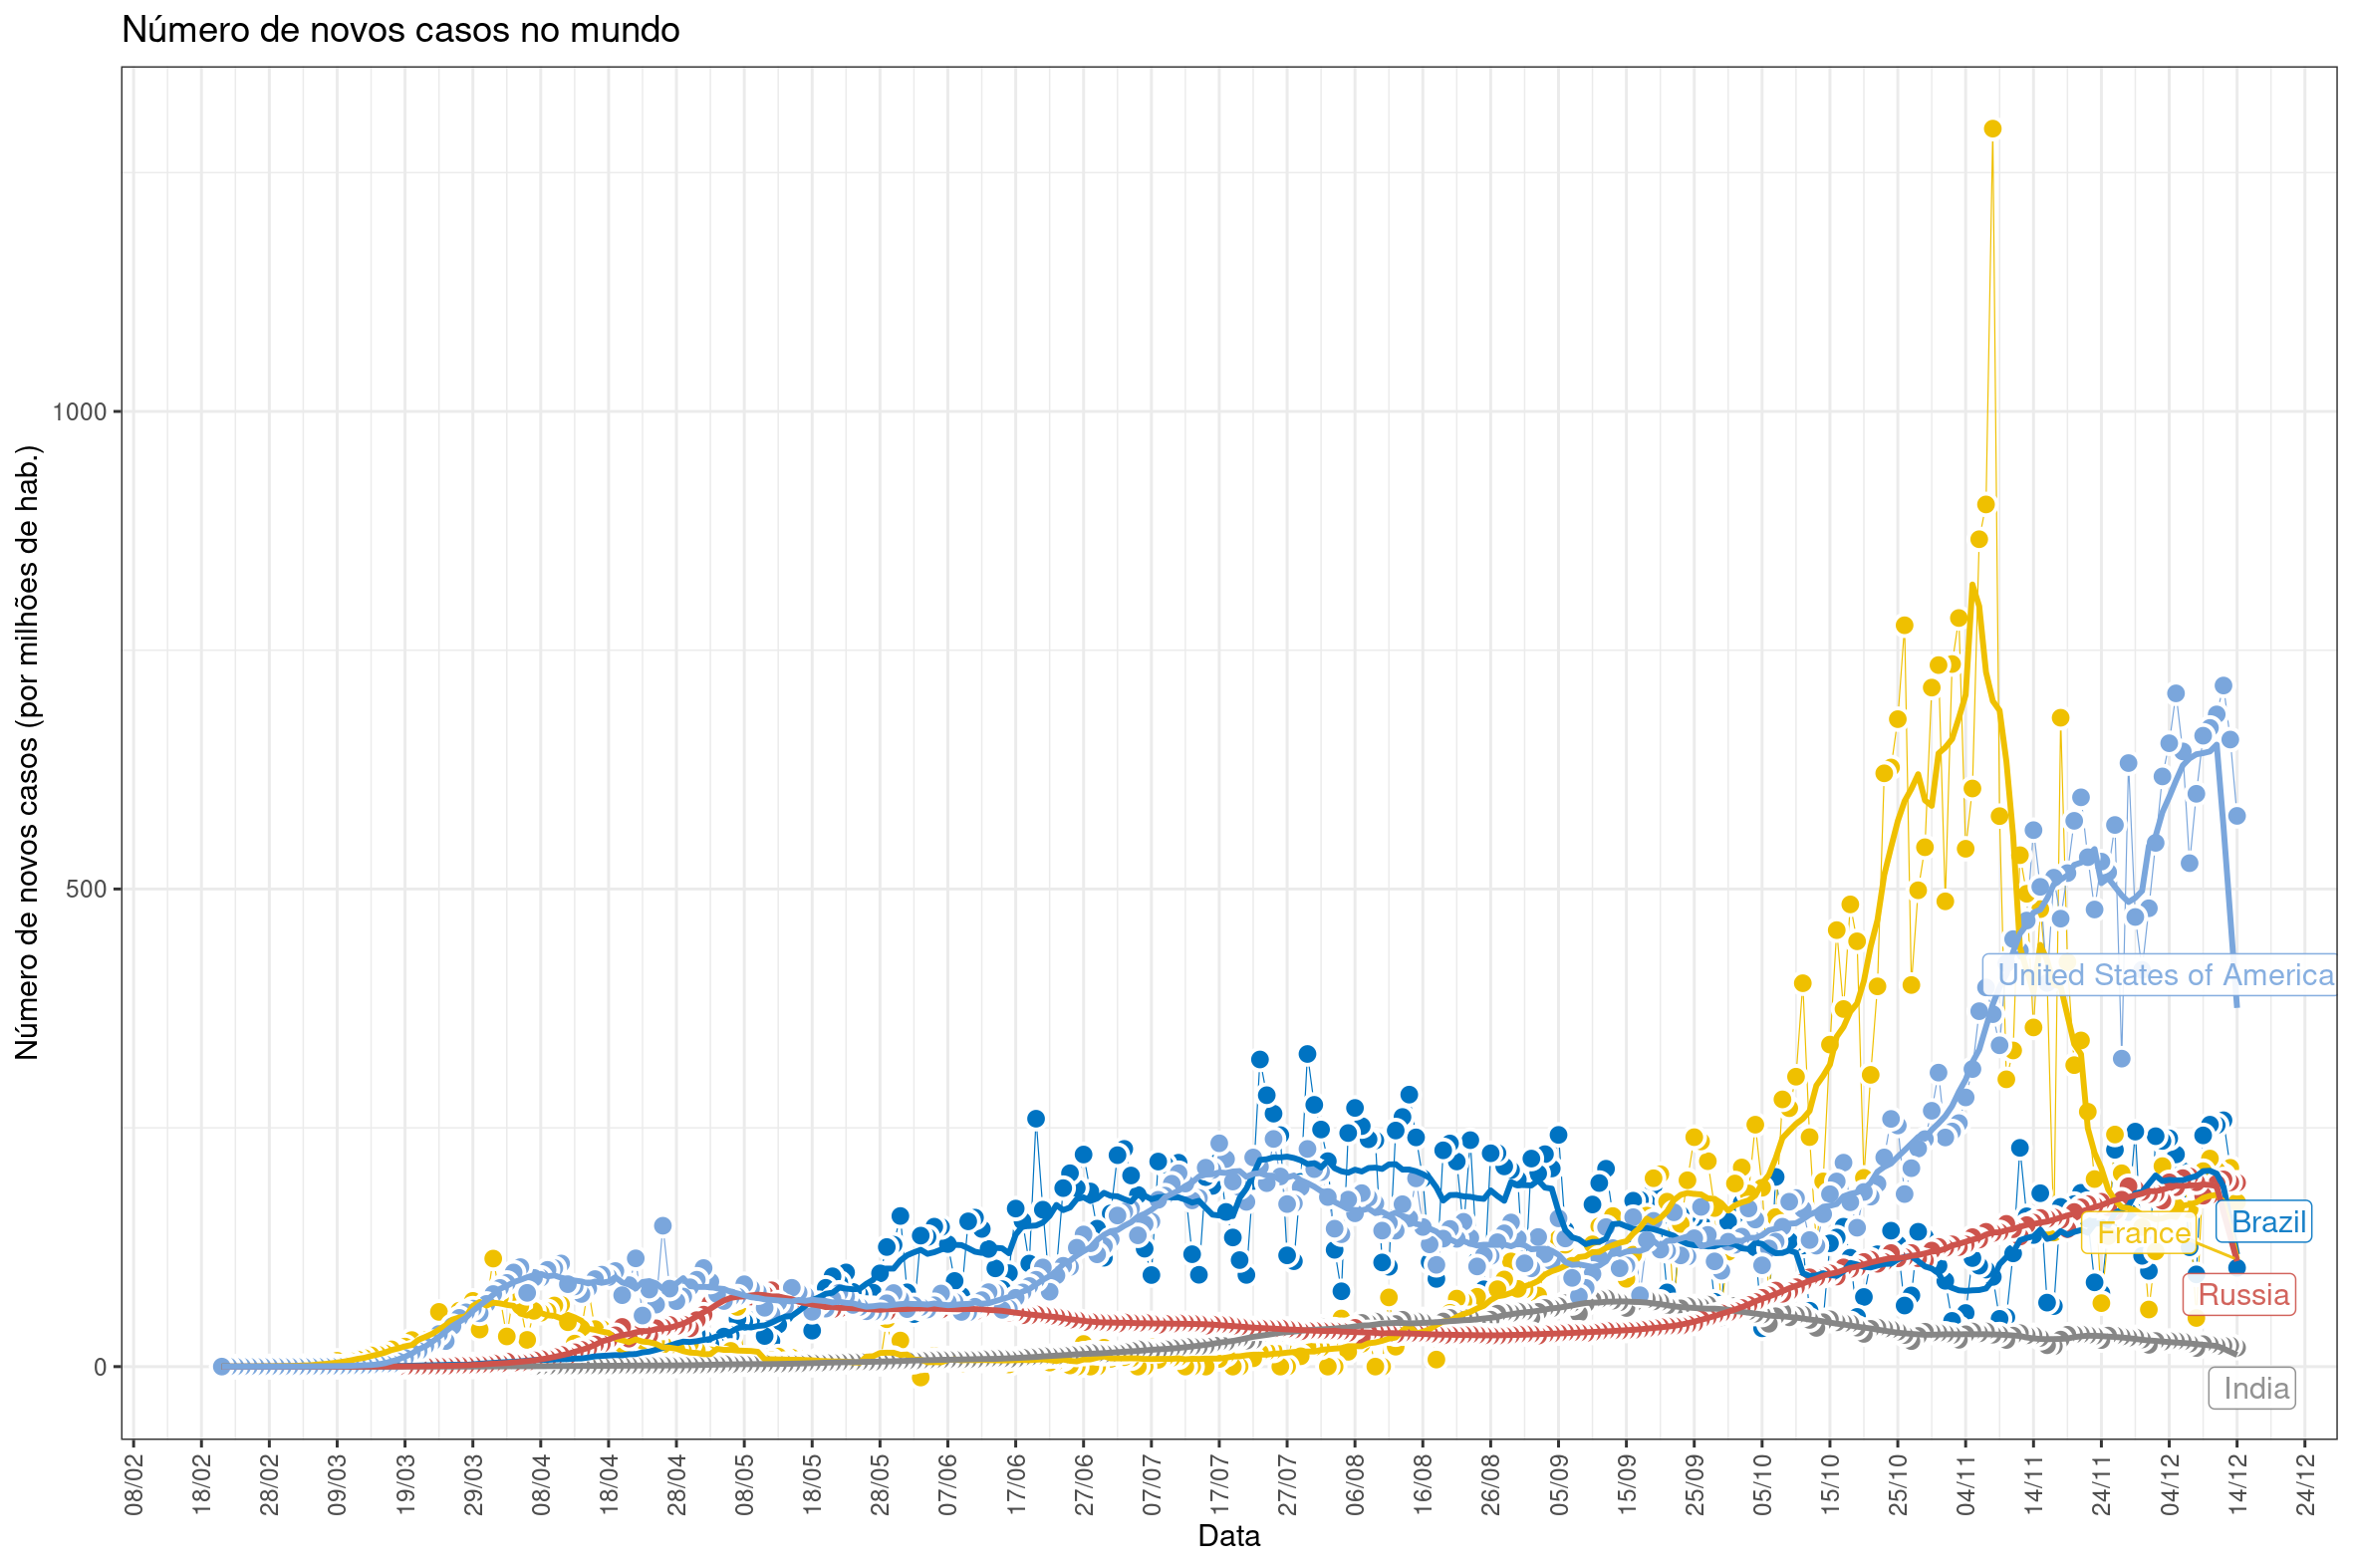 Número de novos casos no mundo
Número de novos casos (por milhões de hab.)
1000
500
0
United States of America
France
Brazil
Russia
India
08/02 18/02 28/02 09/03 19/03 29/03 08/04 18/04 28/04 08/05 18/05 28/05 07/06 17/06 27/06 07/07 17/07 27/07 06/08 16/08 26/08 05/09 15/09 25/09 05/10 15/10 25/10 04/11 14/11 24/11 04/12 14/12 24/12
Data